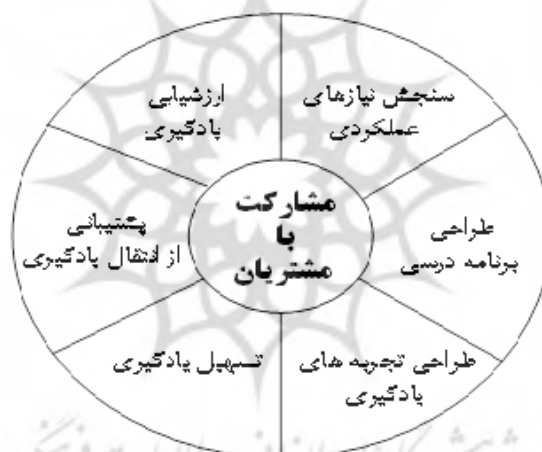 سنجش نیازهای
عملکردی
ارزشیابی
یادگیری
مشارکت
با
مشتریان
طراحی
برنامه درسی
پشتیبانی
از انتقال یادگیری
طراحی تجربه های
یادگیری
تسهیل یادگیری